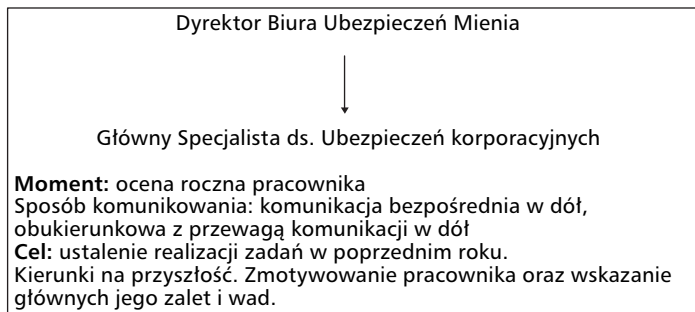 Dyrektor Biura Ubezpieczeń Mienia
Główny Specjalista ds. Ubezpieczeń korporacyjnych
Moment: ocena roczna pracownika
Sposób komunikowania: komunikacja bezpośrednia w dół,
obukierunkowa z przewagą komunikacji w dół
Cel: ustalenie realizacji zadań w poprzednim roku.
Kierunki na przyszłość. Zmotywowanie pracownika oraz wskazanie
głównych jego zalet i wad.